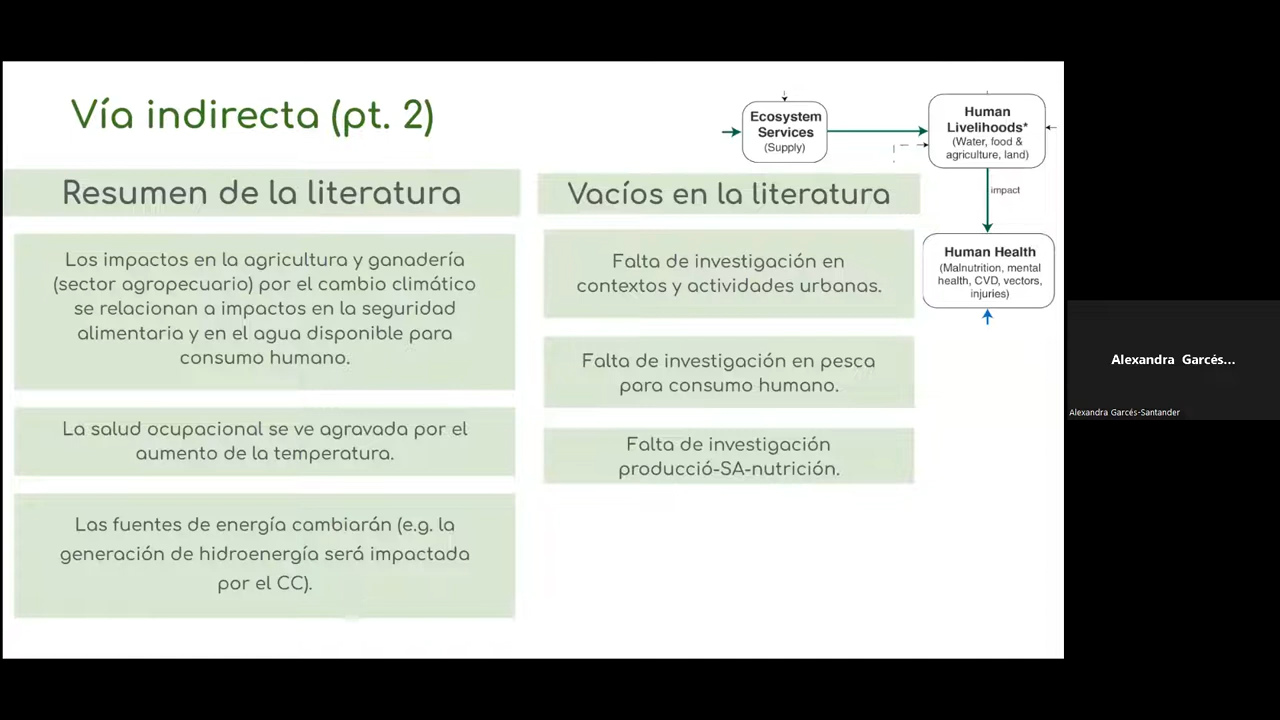 Vía indirecta (pt. 2)
Resumen de la literatura
Los impactos en la agricultura y ganadería
(sector agropecuario) por el cambio climático
se relacionan a impactos en la seguridad
alimentaria y en el agua disponible para
consumo humano.
La salud ocupacional se ve agravada por el
aumento de la temperatura.
Las fuentes de energía cambiarán (e.g. la
generación de hidroenergía será impactada
por el CC).
Vacíos en la literatura
Falta de investigación en
contextos y actividades urbanas.
Falta de investigación en pesca
para consumo humano.
Falta de investigación
producció-SA-nutrición.
Ecosystem
Services
(Supply)
Human
Livelihoods*
(Water, food &
agriculture, land)
impact
Human Health
(Malnutrition, mental
health, CVD, vectors,
injuries)
Alexandra Garcés...
Alexandra Garcés-Santander